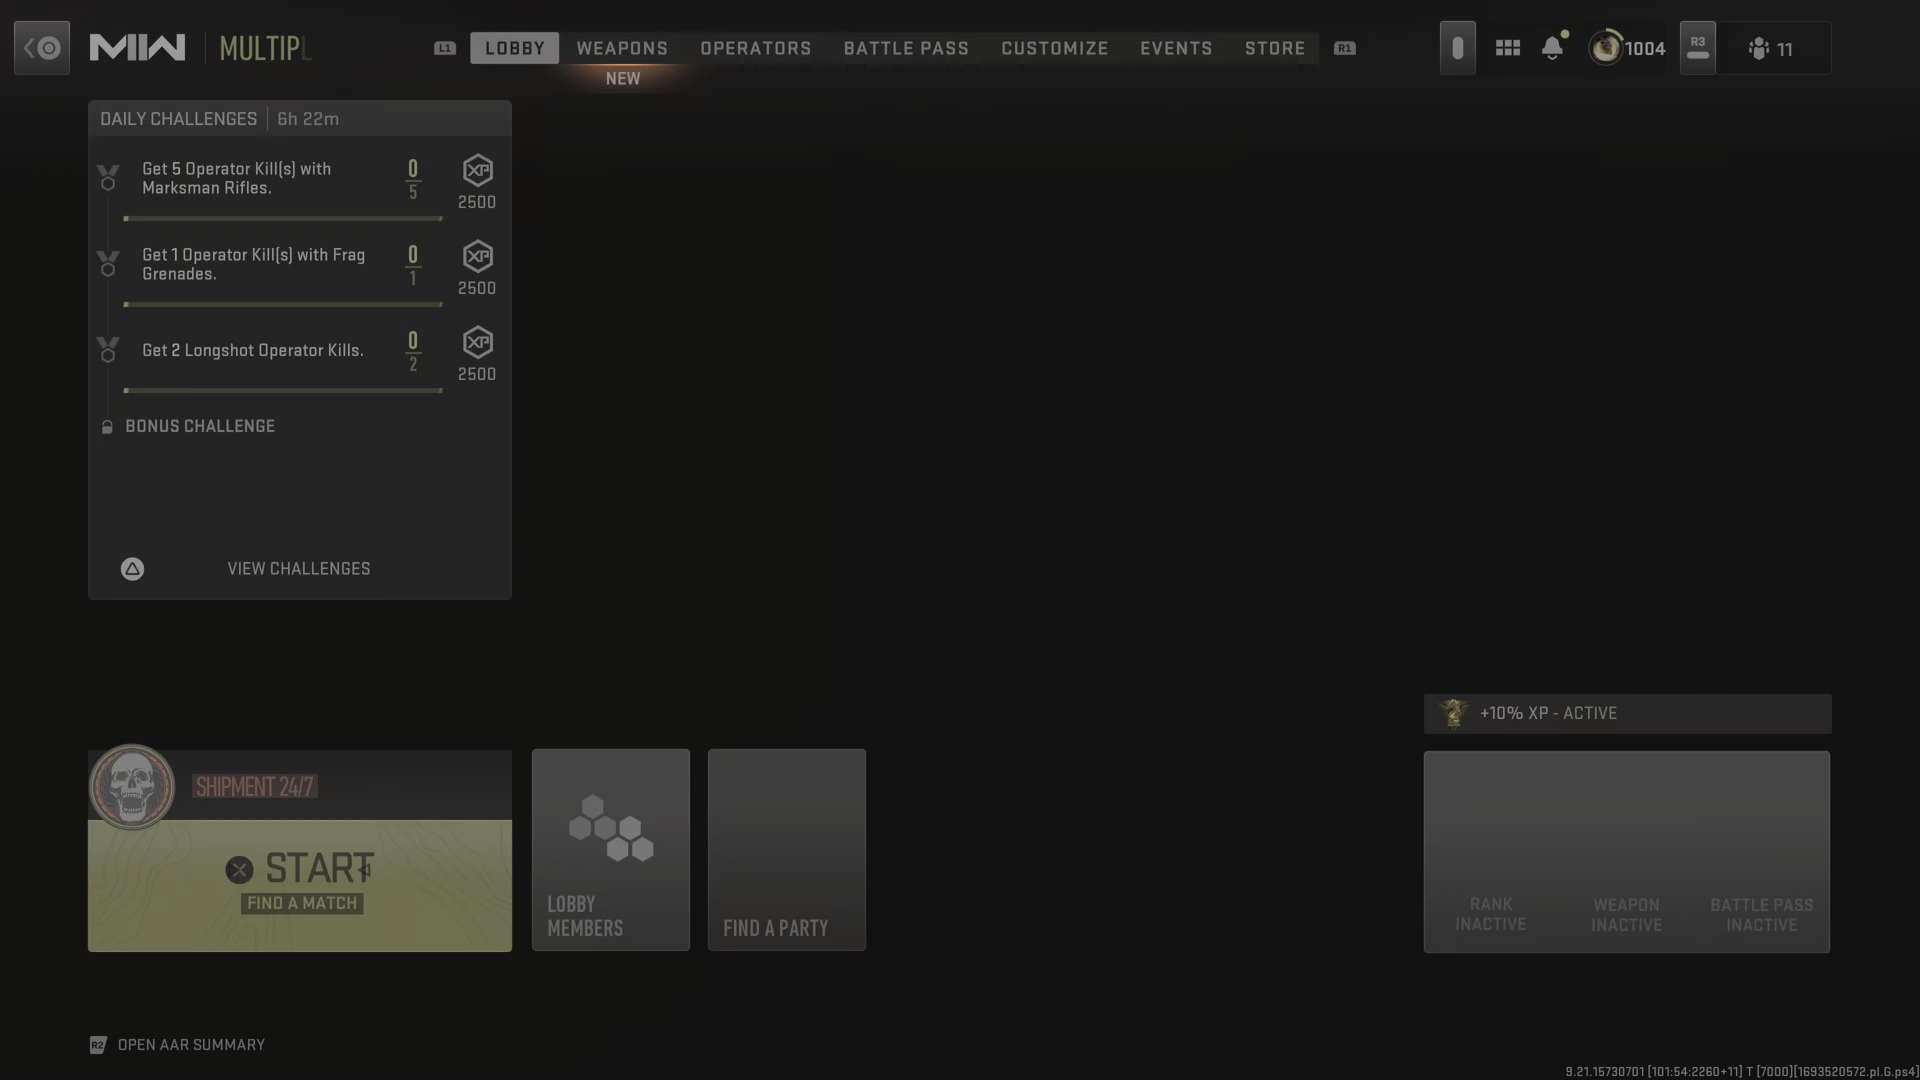 MW MULTIPL
L1 LOBBY WEAPONS OPERATORS BATTLE PASS CUSTOMIZE EVENTS STORE R1
NEW
1004 R3 11
DAILY CHALLENGES 6h 22m
Get 5 Operator Kill(s) with
Marksman Rifles.
0
5
XP
2500
Get 1 Operator Kill(s) with Frag
Grenades.
0
1
XP
2500
Get 2 Longshot Operator Kills.
0
2
XP
2500
BONUS CHALLENGE
VIEW CHALLENGES
+10% XP - ACTIVE
SHIPMENT 24/7
START
FIND A MATCH
LOBBY
MEMBERS
FIND A PARTY
RANK
INACTIVE
WEAPON
INACTIVE
BATTLE PASS
INACTIVE
R2 OPEN AAR SUMMARY
9.21.15730701 [101:54:2260+11] T [7000][1693520572.pl.G.ps4]